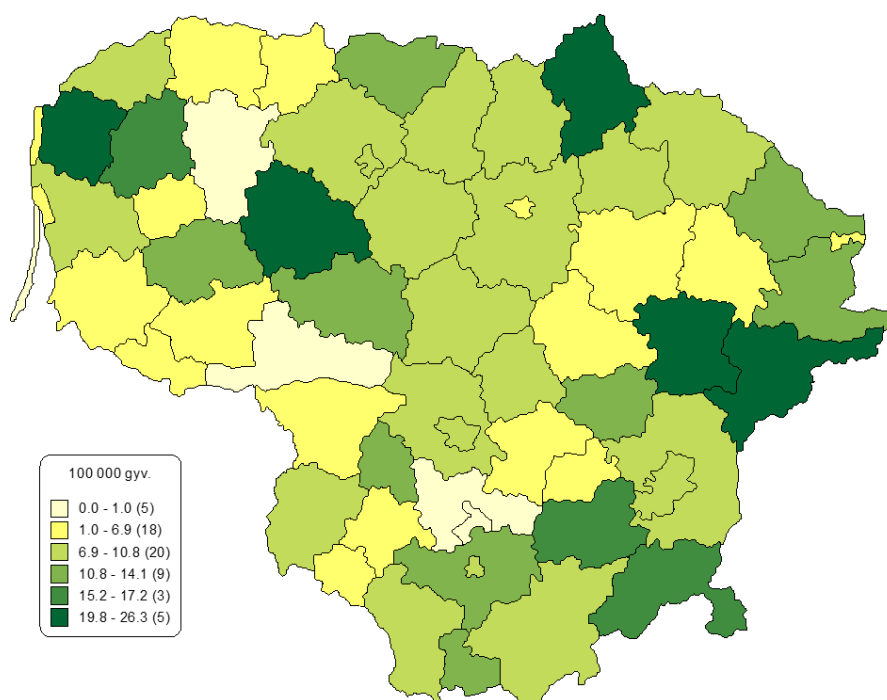 100 000 gyv.
0.0 - 1.0 (5)
1.0 - 6.9 (18)
6.9 - 10.8 (20)
10.8 - 14.1 (9)
15.2 - 17.2 (3)
19.8 - 26.3 (5)